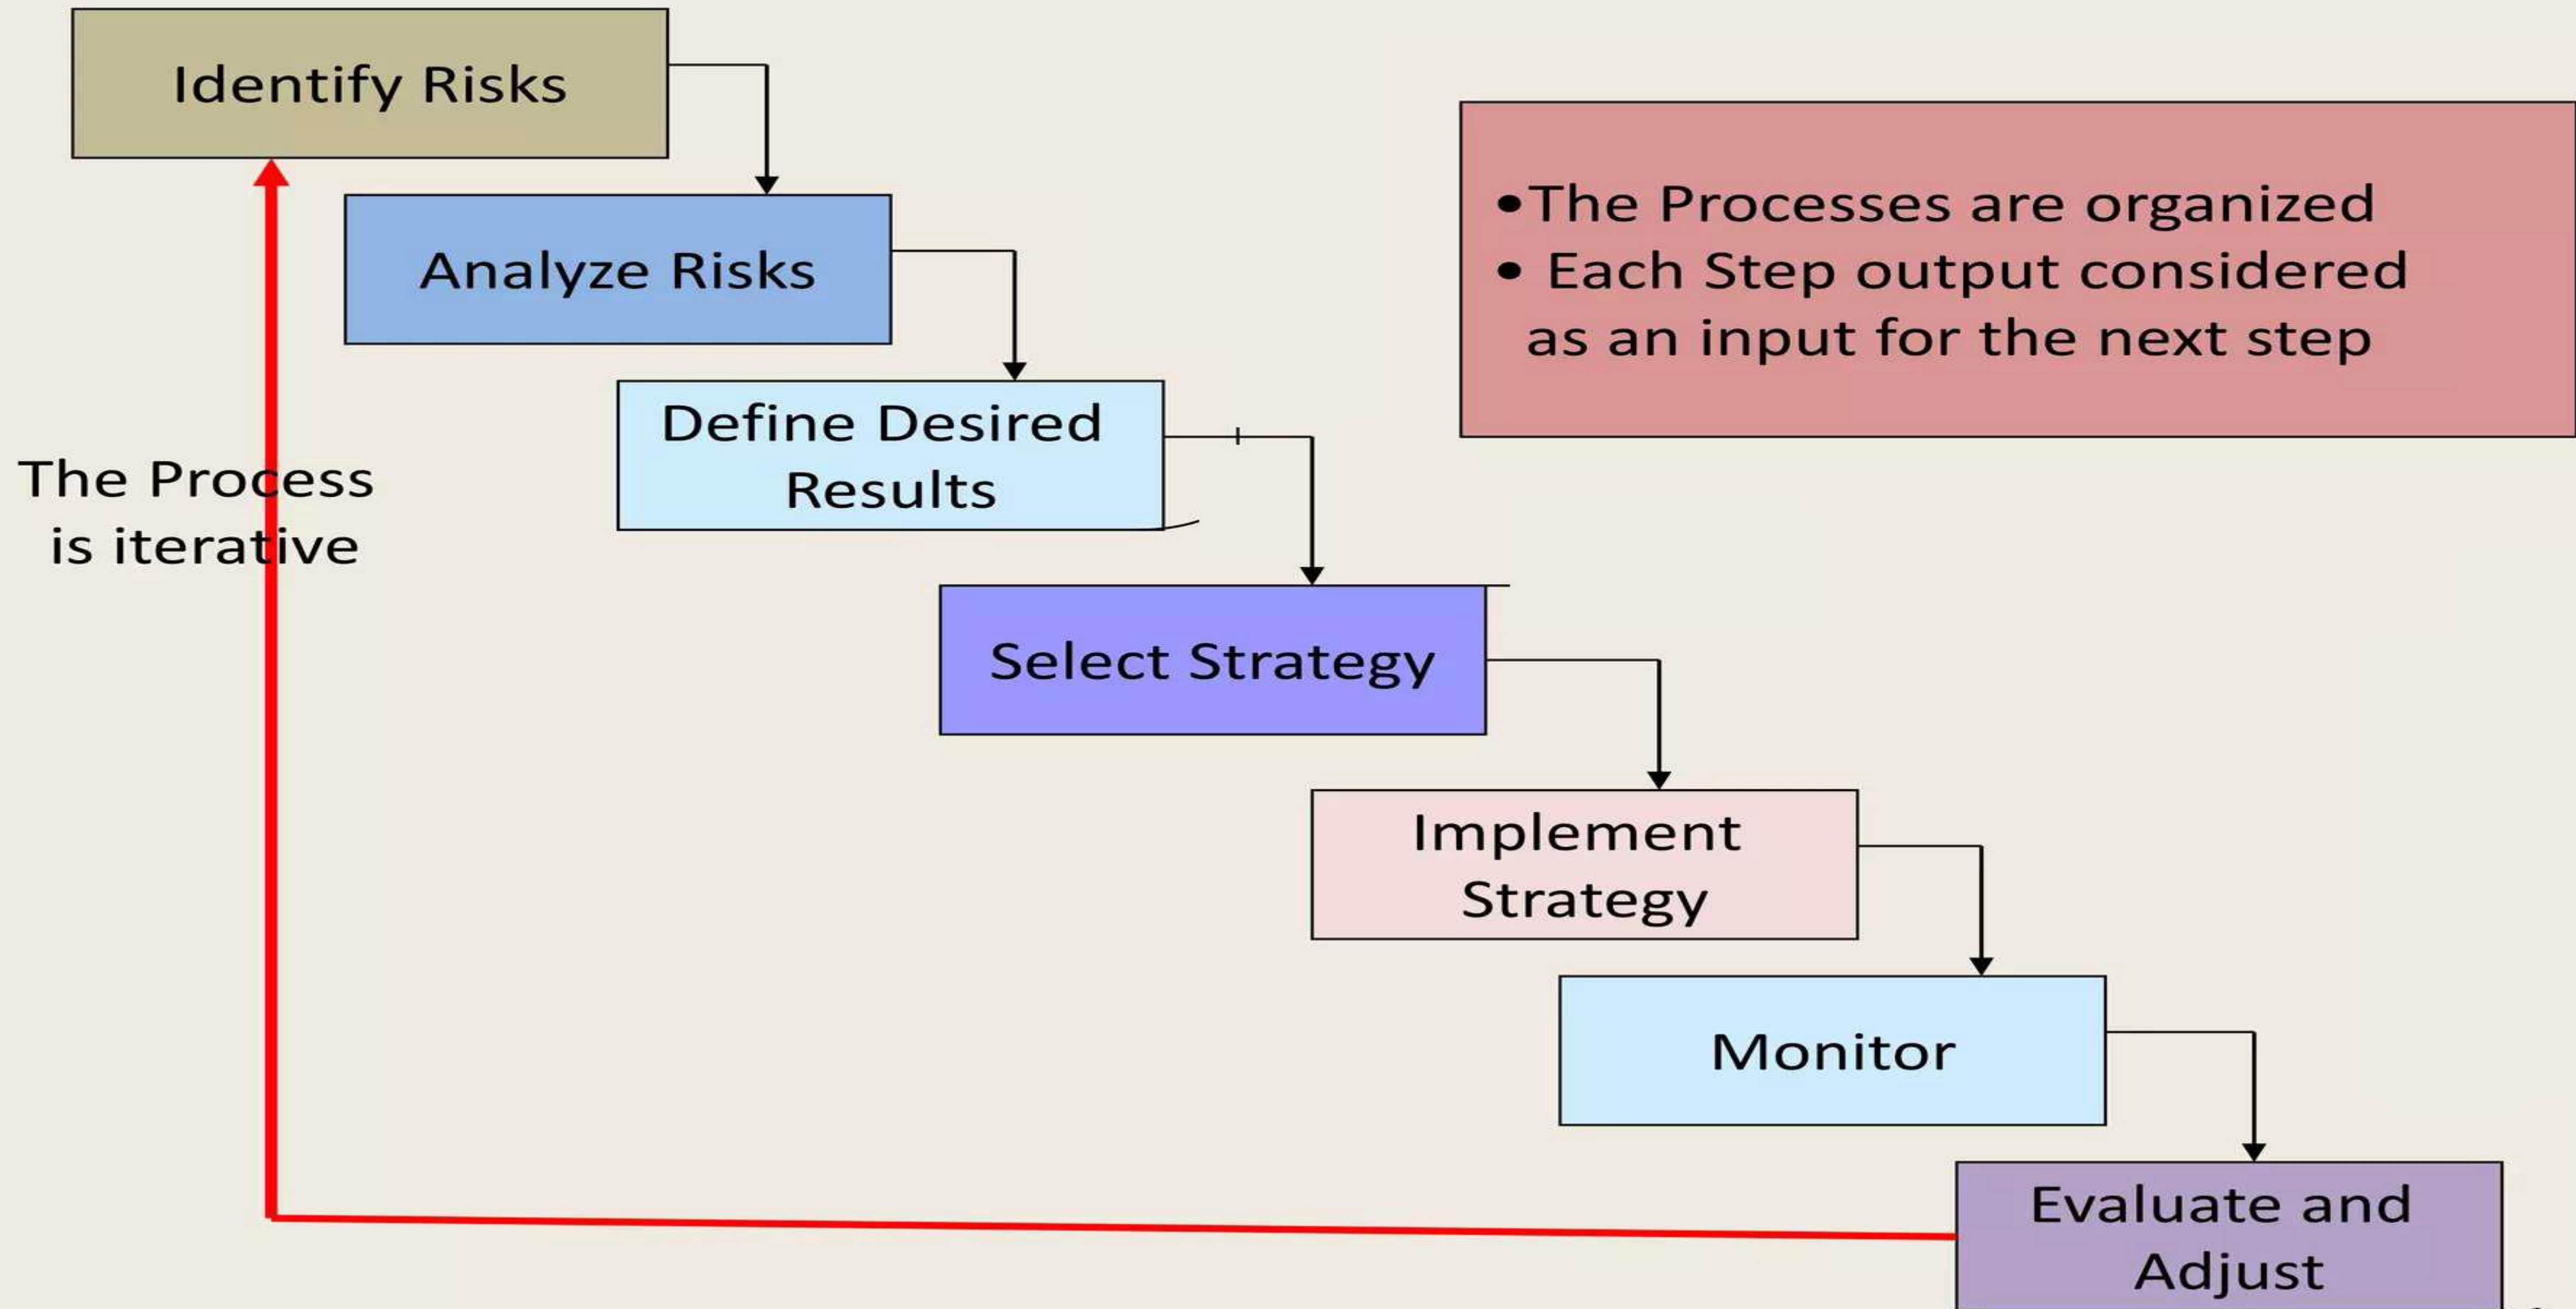 Identify Risks
•The Processes are organized
• Each Step output considered
as an input for the next step
Analyze Risks
Define Desired
Results
The Process
is iterative
Select Strategy
Implement
Strategy
Monitor
Evaluate and
Adjust